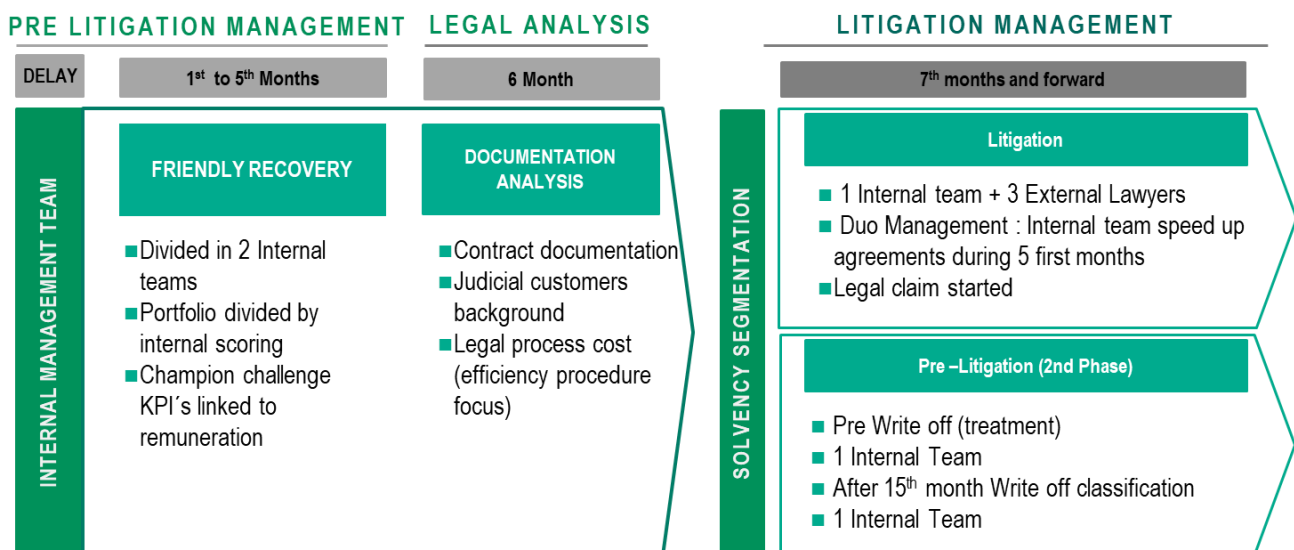 PRE LITIGATION MANAGEMENT
LEGAL ANALYSIS
LITIGATION MANAGEMENT
DELAY
1st to 5th Months
6 Month
7th months and forward
INTERNAL MANAGEMENT TEAM
FRIENDLY RECOVERY
Divided in 2 Internal
teams
Portfolio divided by
internal scoring
Champion challenge
KPI´s linked to
remuneration
DOCUMENTATION
ANALYSIS
Contract documentation
Judicial customers
background
Legal process cost
(efficiency procedure
focus)
SOLVENCY SEGMENTATION
Litigation
1 Internal team + 3 External Lawyers
Duo Management : Internal team speed up
agreements during 5 first months
Legal claim started
Pre –Litigation (2nd Phase)
Pre Write off (treatment)
1 Internal Team
After 15th month Write off classification
1 Internal Team